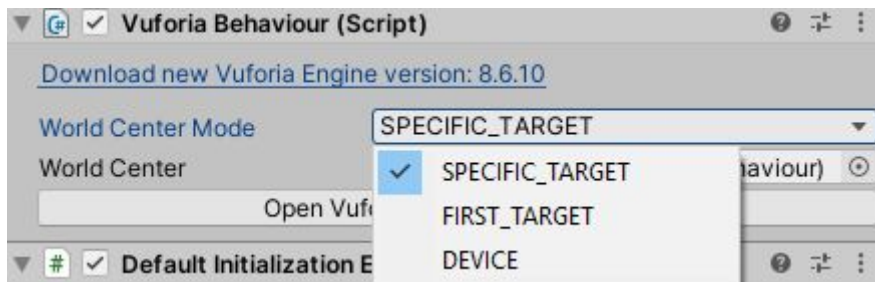 Vuforia Behaviour (Script)
Download new Vuforia Engine version: 8.6.10
World Center Mode SPECIFIC_TARGET
World Center SPECIFIC_TARGET aviour)
Open Vuf FIRST_TARGET
# Default Initialization E DEVICE